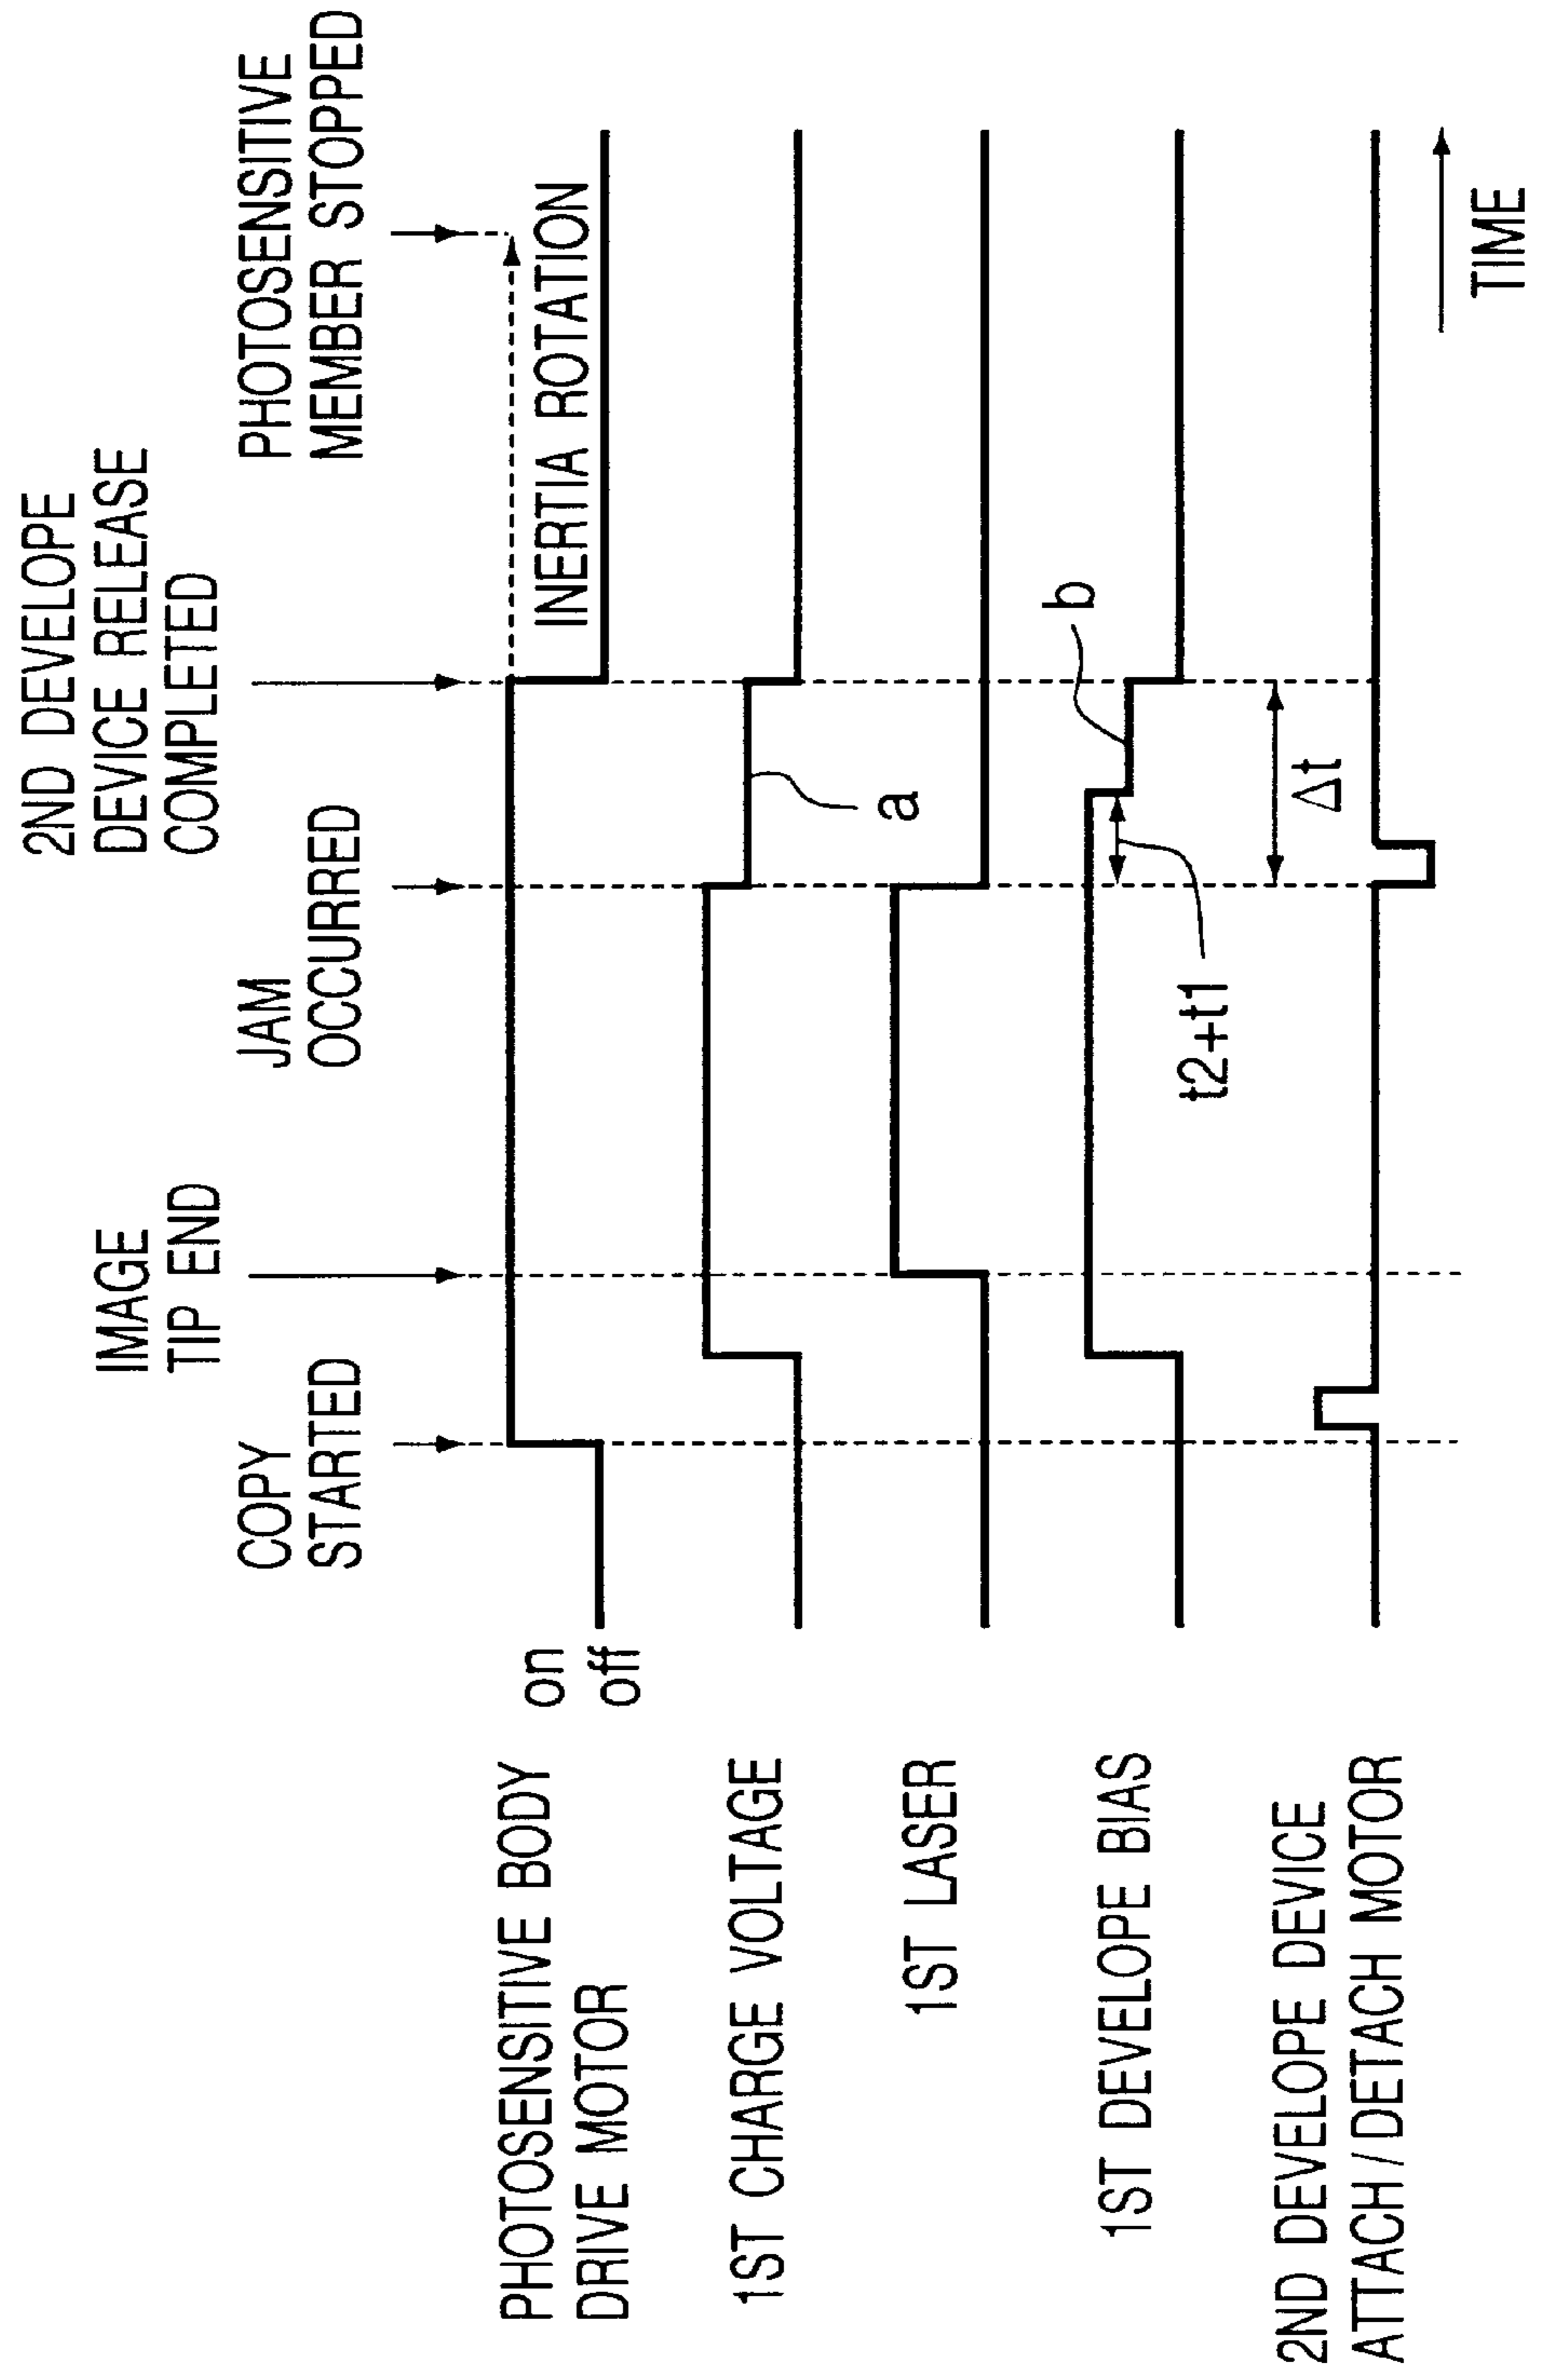 COPY
STARTED
IMAGE
TIP END
JAM
OCCURRED
2ND DEVELOPE
DEVICE RELEASE
COMPLETED
PHOTOSENSITIVE
MEMBER STOPPED
PHOTOSENSITIVE BODY
DRIVE MOTOR
on
off
INERTIA ROTATION
1ST CHARGE VOLTAGE
a
1ST LASER
1ST DEVELOPE BIAS
b
t2+t1
Δt
2ND DEVELOPE DEVICE
ATTACH / DETACH MOTOR
TIME